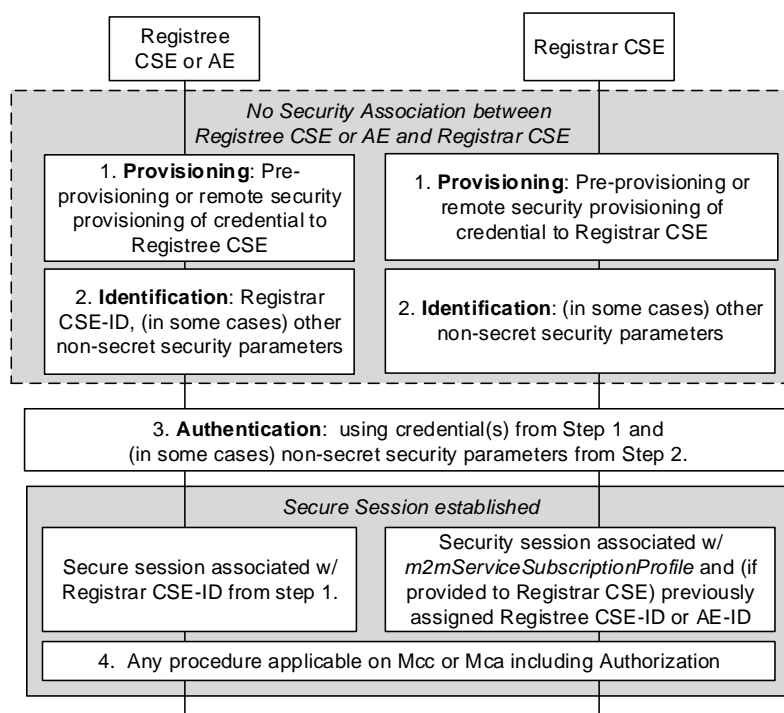 Registree
CSE or AE
Registrar CSE
No Security Association between
Registree CSE or AE and Registrar CSE
1. Provisioning: Pre-
provisioning or remote security
provisioning of credential to
Registree CSE
1. Provisioning: Pre-provisioning or
remote security provisioning of
credential to Registrar CSE
2. Identification: Registrar
CSE-ID, (in some cases) other
non-secret security parameters
2. Identification: (in some cases) other
non-secret security parameters
3. Authentication: using credential(s) from Step 1 and
(in some cases) non-secret security parameters from Step 2.
Secure Session established
Secure session associated w/
Registrar CSE-ID from step 1.
Security session associated w/
m2mServiceSubscriptionProfile and (if
provided to Registrar CSE) previously
assigned Registree CSE-ID or AE-ID
4. Any procedure applicable on Mcc or Mca including Authorization